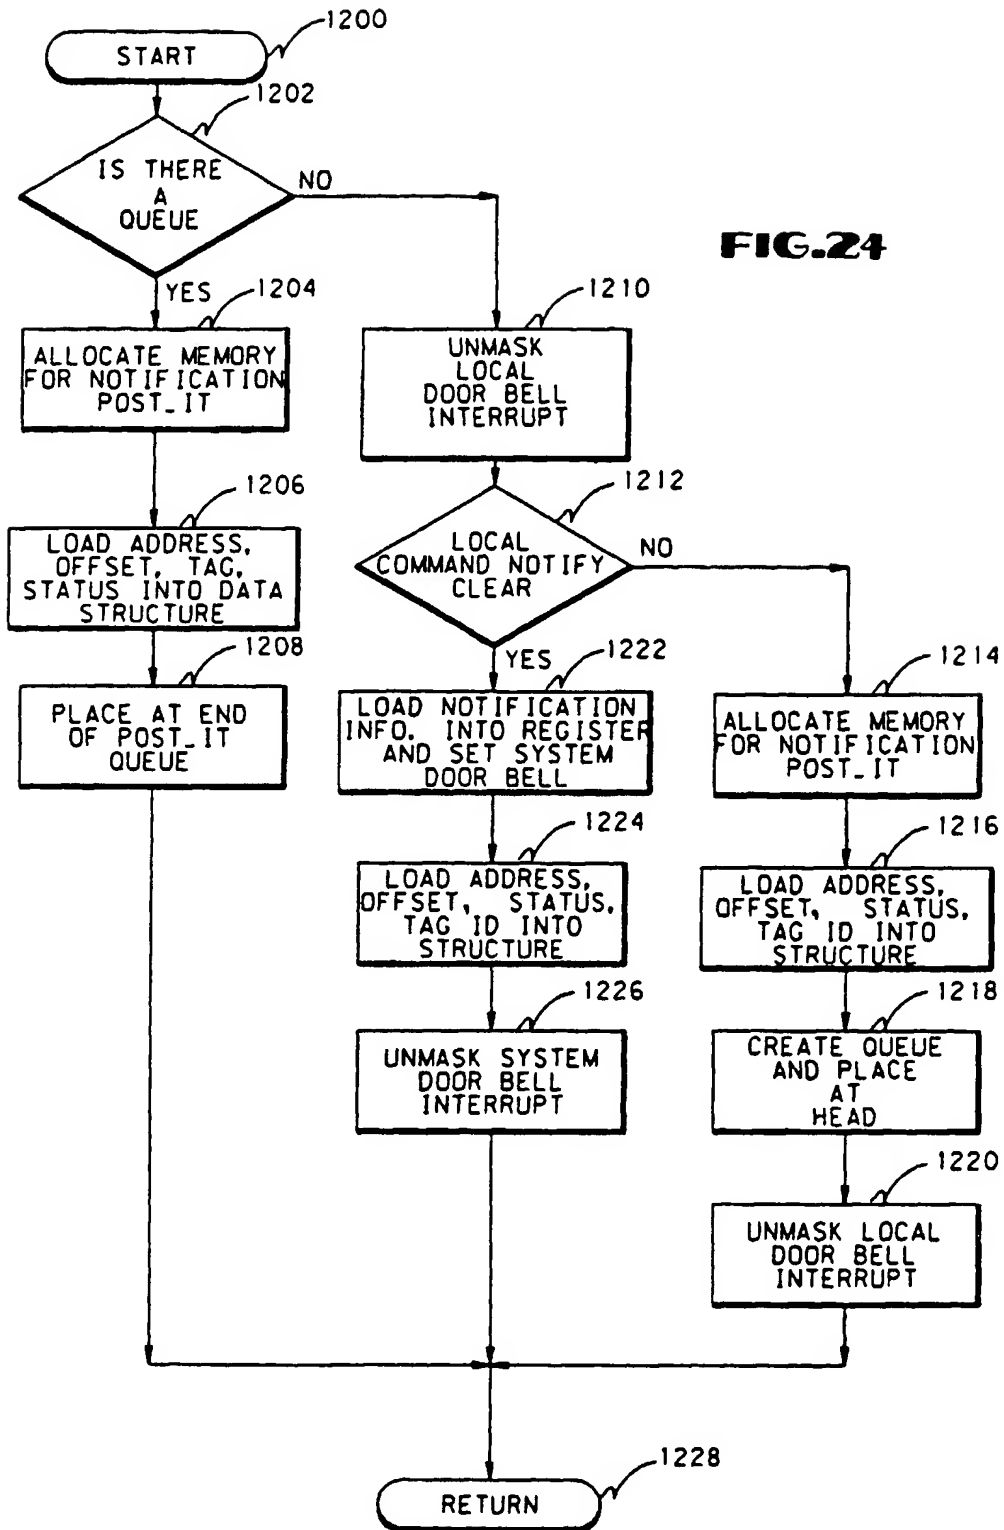 1200
START
1202
IS THERE
A
QUEUE
NO
FIG.24
YES
1204
ALLOCATE MEMORY
FOR NOTIFICATION
POST_IT
1210
UNMASK
LOCAL
DOOR BELL
INTERRUPT
1206
LOAD ADDRESS,
OFFSET, TAG,
STATUS INTO DATA
STRUCTURE
1212
LOCAL
COMMAND NOTIFY
CLEAR
NO
YES
1208
PLACE AT END
OF POST_IT
QUEUE
1222
LOAD NOTIFICATION
INFO. INTO REGISTER
AND SET SYSTEM
DOOR BELL
1214
ALLOCATE MEMORY
FOR NOTIFICATION
POST_IT
1224
LOAD ADDRESS,
OFFSET, STATUS,
TAG ID INTO
STRUCTURE
1216
LOAD ADDRESS,
OFFSET, STATUS,
TAG ID INTO
STRUCTURE
1226
UNMASK SYSTEM
DOOR BELL
INTERRUPT
1218
CREATE QUEUE
AND PLACE
AT
HEAD
1220
UNMASK LOCAL
DOOR BELL
INTERRUPT
1228
RETURN